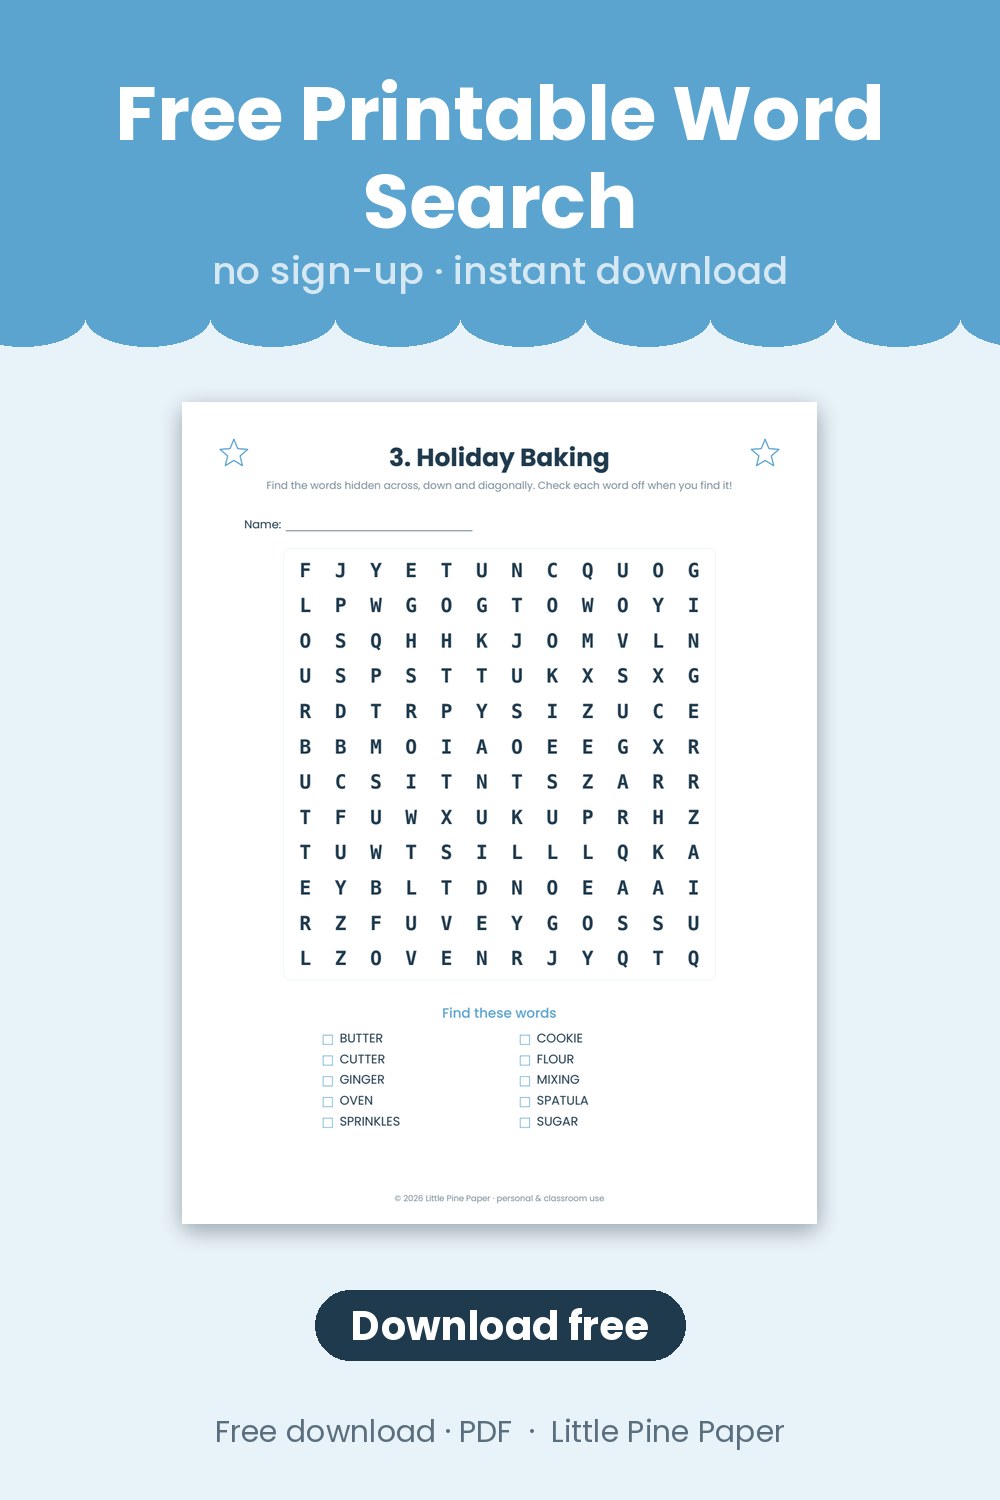 Free Printable Word
Search
no sign-up · instant download
3. Holiday Baking
Find the words hidden across, down and diagonally. Check each word off when you find it!
Name:
F J Y E T U N C Q U O G
L P W G O G T O W O Y I
O S Q H H K J O M V L N
U S P S T T U K X S X G
R D T R P Y S I Z U C E
B B M O I A O E E G X R
U C S I T N T S Z A R R
T F U W X U K U P R H Z
T U W T S I L L L Q K A
E Y B L T D N O E A A I
R Z F U V E Y G O S S U
L Z O V E N R J Y Q T Q
Find these words
BUTTER COOKIE
CUTTER FLOUR
GINGER MIXING
OVEN SPATULA
SPRINKLES SUGAR
© 2026 Little Pine Paper · personal & classroom use
Download free
Free download · PDF · Little Pine Paper